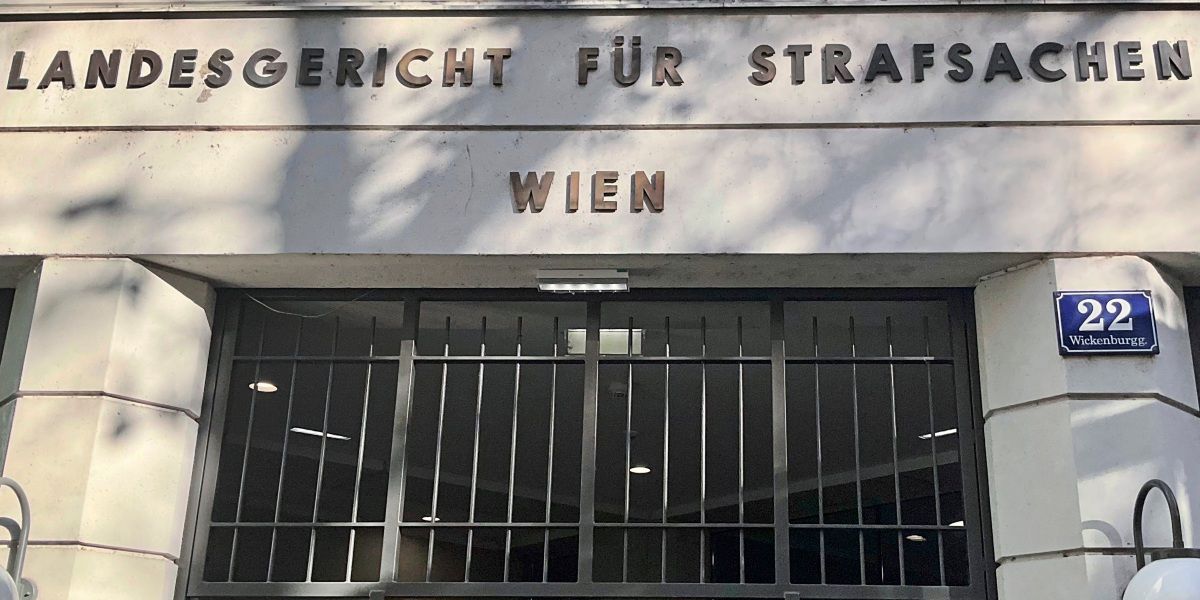 LANDESGERICHT FÜR STRAFSACHEN
WIEN
22
Wickenburgg.